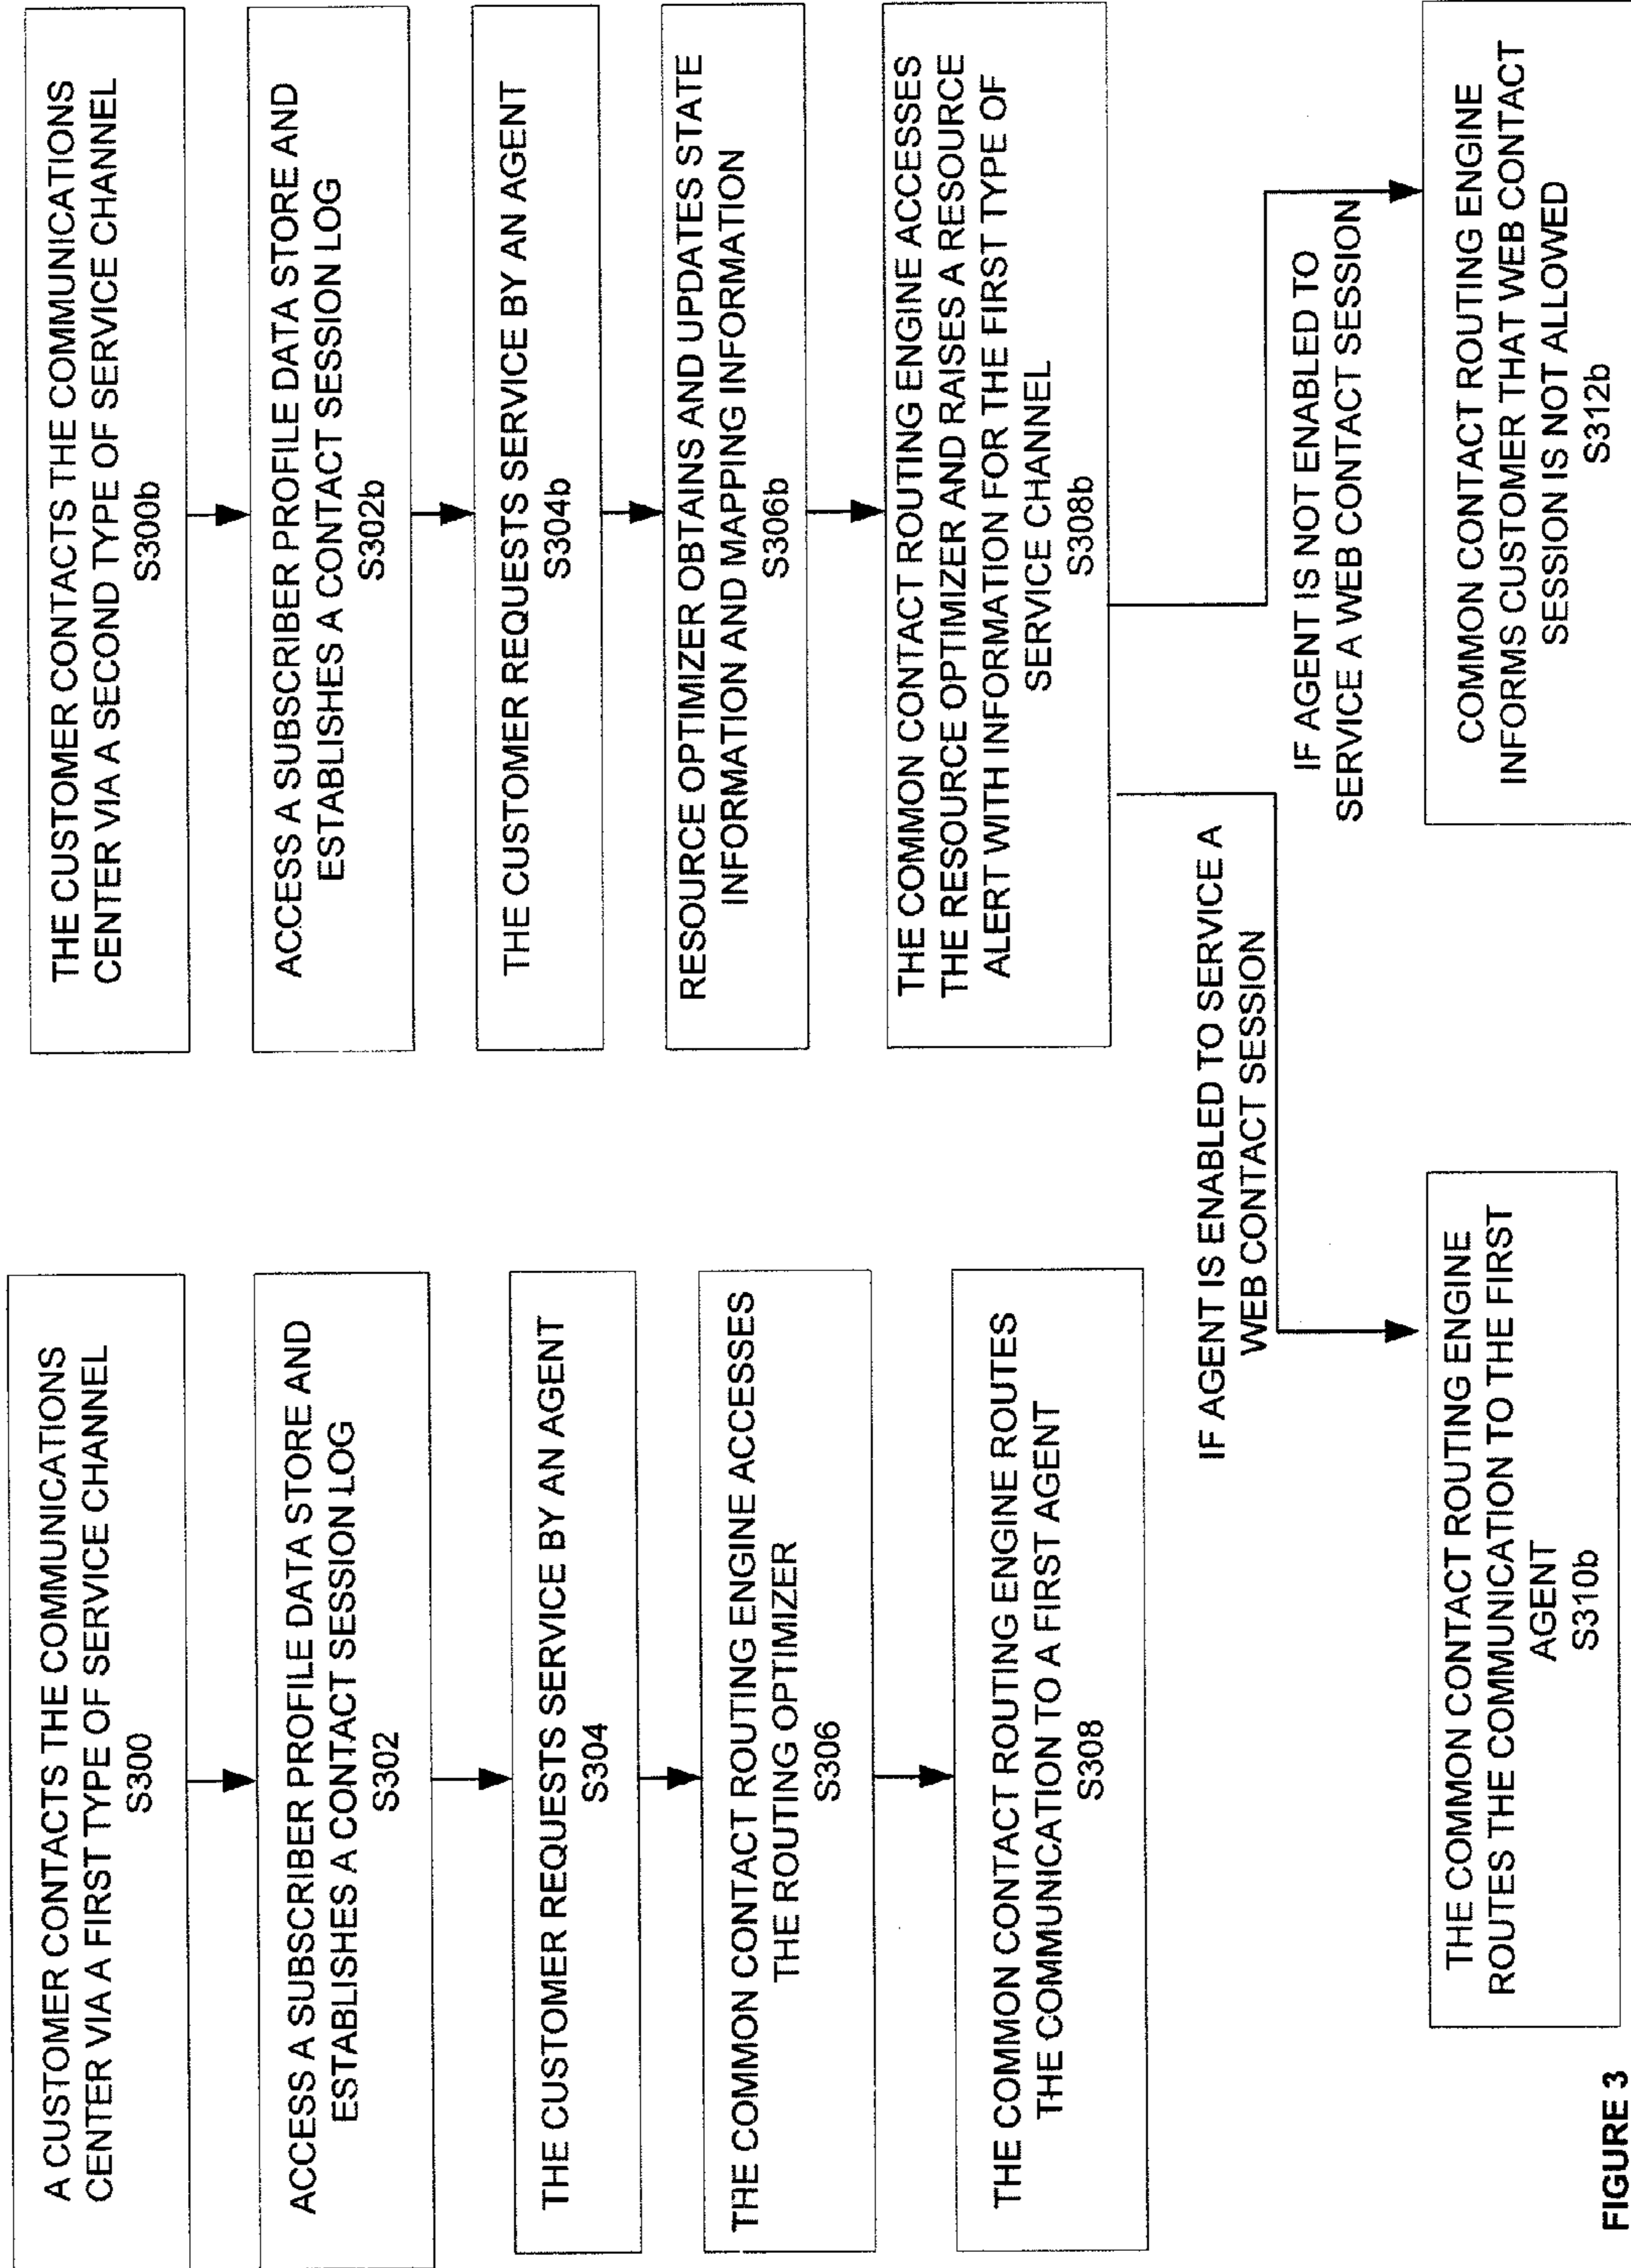 A CUSTOMER CONTACTS THE COMMUNICATIONS
CENTER VIA A FIRST TYPE OF SERVICE CHANNEL
S300
ACCESS A SUBSCRIBER PROFILE DATA STORE AND
ESTABLISHES A CONTACT SESSION LOG
S302
THE CUSTOMER REQUESTS SERVICE BY AN AGENT
S304
THE COMMON CONTACT ROUTING ENGINE ACCESSES
THE ROUTING OPTIMIZER
S306
THE COMMON CONTACT ROUTING ENGINE ROUTES
THE COMMUNICATION TO A FIRST AGENT
S308
THE CUSTOMER CONTACTS THE COMMUNICATIONS
CENTER VIA A SECOND TYPE OF SERVICE CHANNEL
S300b
ACCESS A SUBSCRIBER PROFILE DATA STORE AND
ESTABLISHES A CONTACT SESSION LOG
S302b
THE CUSTOMER REQUESTS SERVICE BY AN AGENT
S304b
RESOURCE OPTIMIZER OBTAINS AND UPDATES STATE
INFORMATION AND MAPPING INFORMATION
S306b
THE COMMON CONTACT ROUTING ENGINE ACCESSES
THE RESOURCE OPTIMIZER AND RAISES A RESOURCE
ALERT WITH INFORMATION FOR THE FIRST TYPE OF
SERVICE CHANNEL
S308b
IF AGENT IS ENABLED TO SERVICE A
WEB CONTACT SESSION
IF AGENT IS NOT ENABLED TO
SERVICE A WEB CONTACT SESSION
THE COMMON CONTACT ROUTING ENGINE
ROUTES THE COMMUNICATION TO THE FIRST
AGENT
S310b
COMMON CONTACT ROUTING ENGINE
INFORMS CUSTOMER THAT WEB CONTACT
SESSION IS NOT ALLOWED
S312b
FIGURE 3